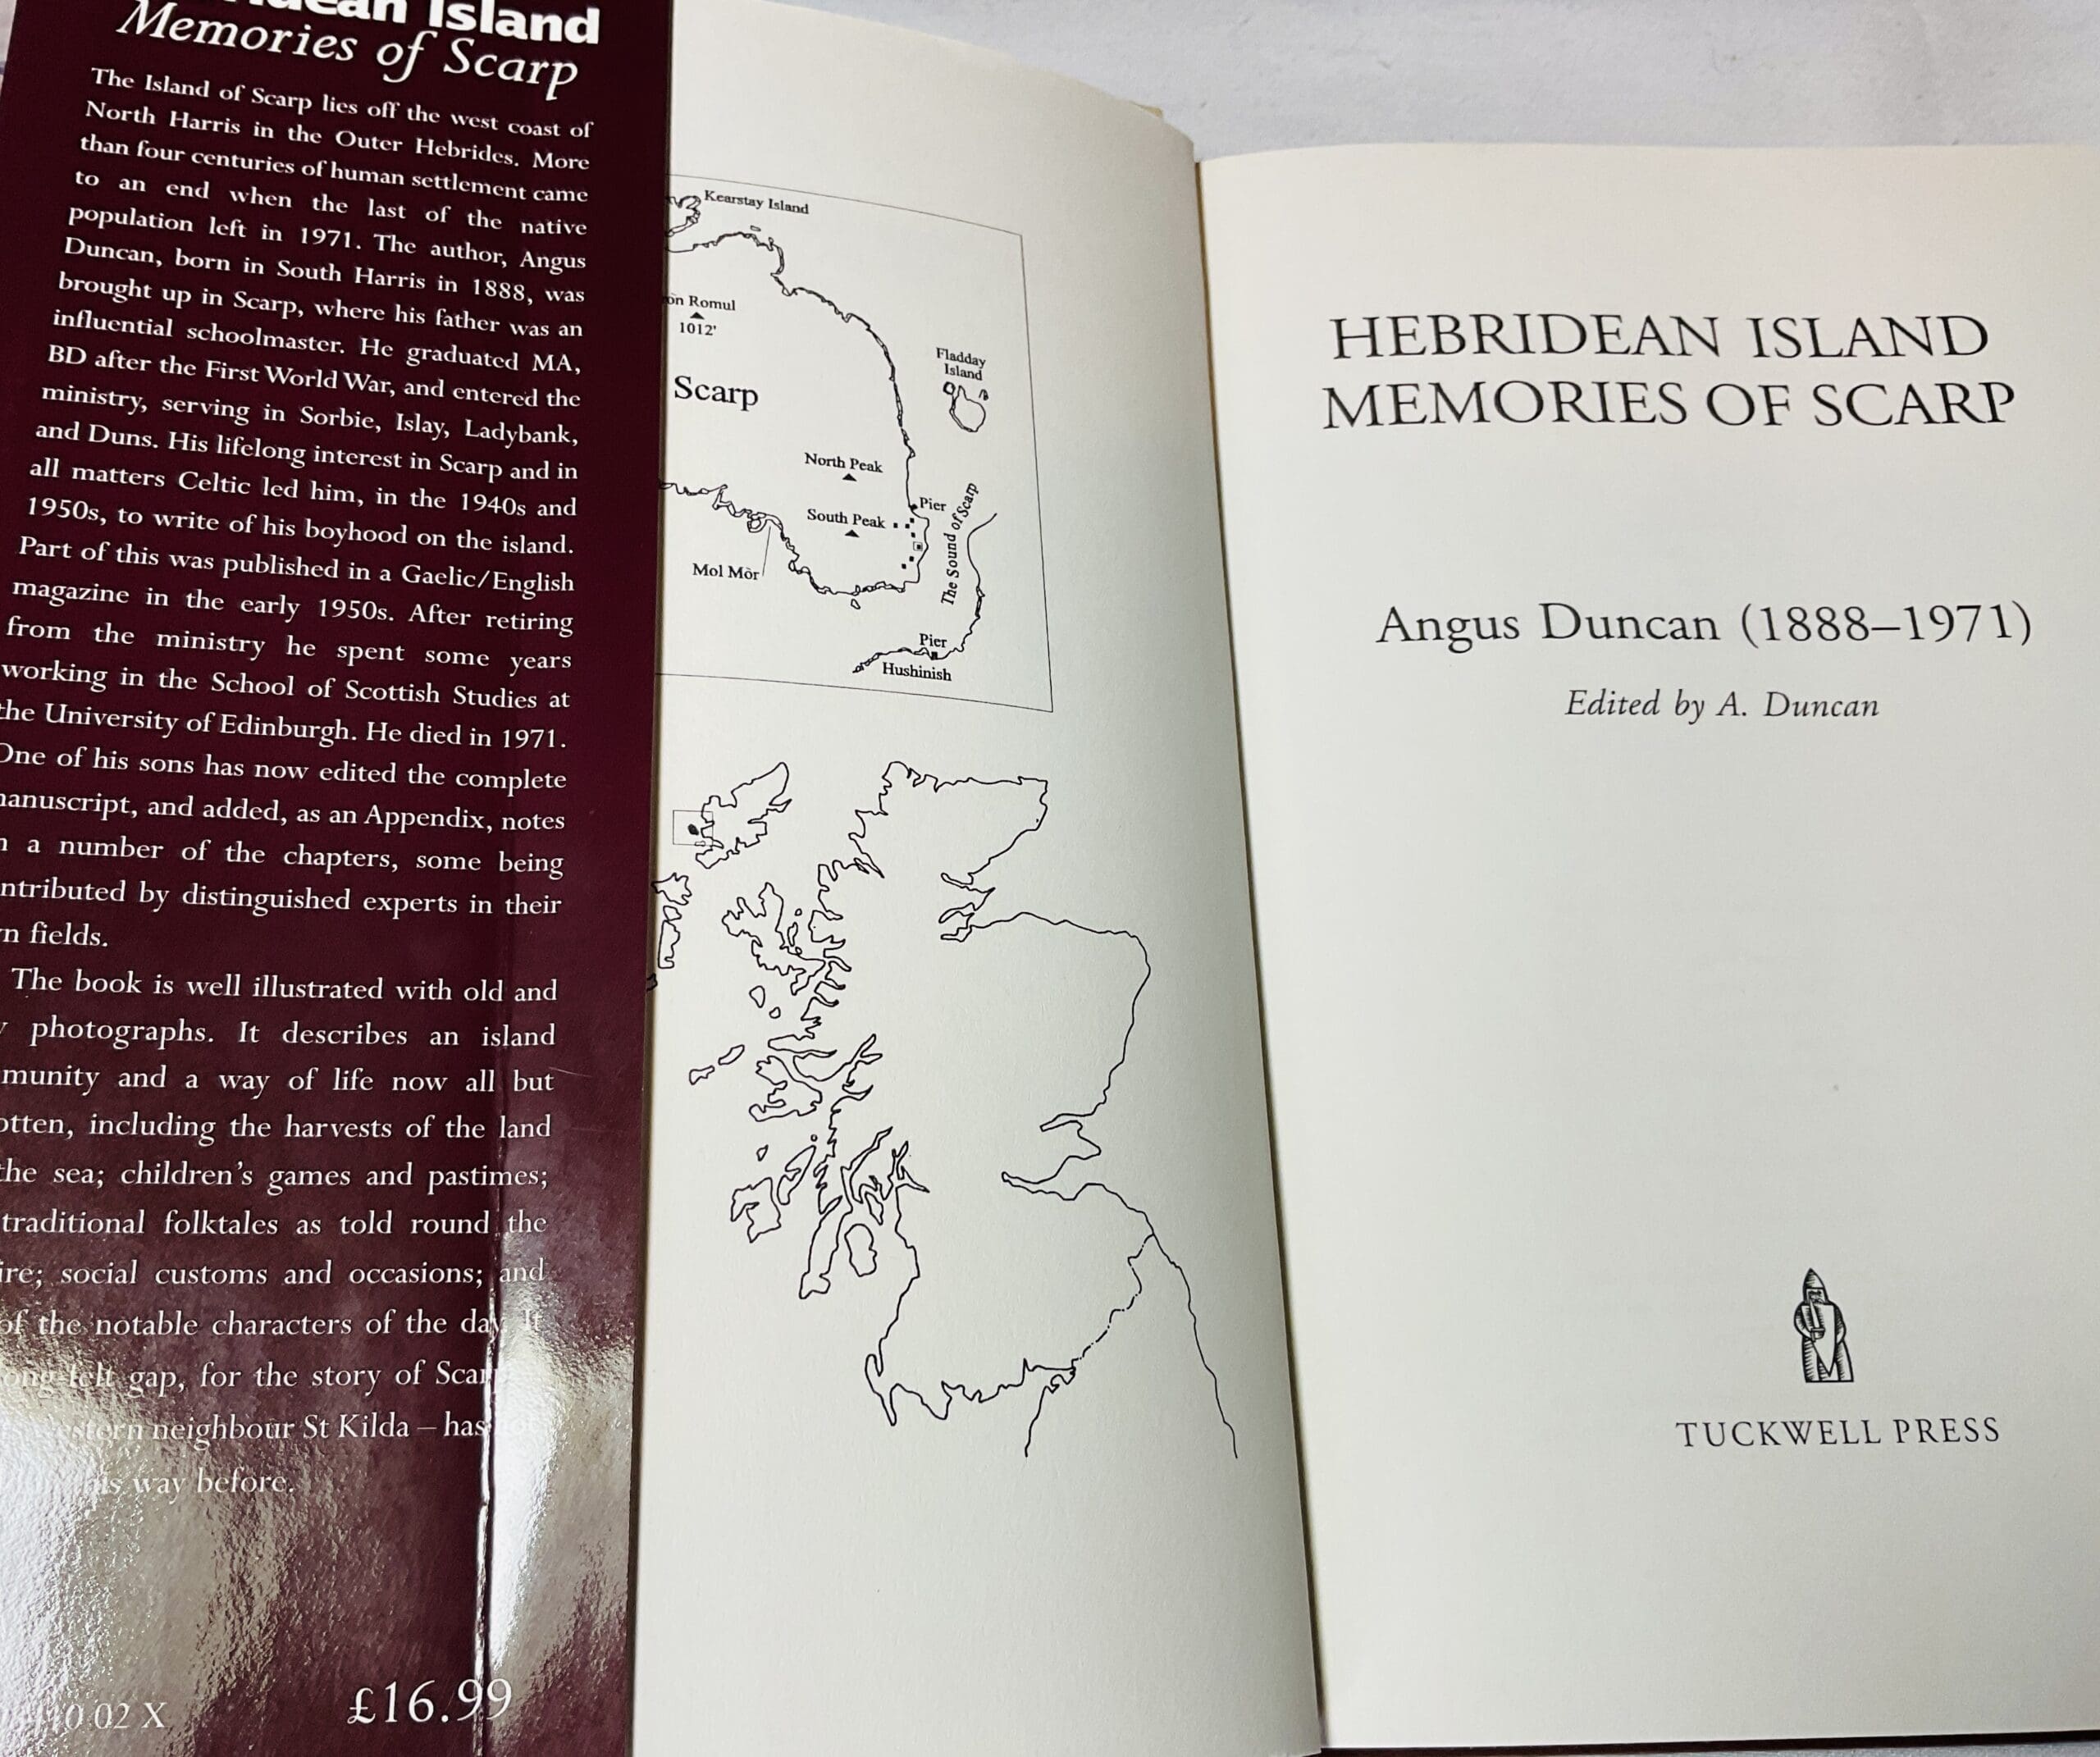 Island
Memories of Scarp
The Island of Scarp lies off the west coast of
North Harris in the Outer Hebrides. More
than four centuries of human settlement came
to an end when the last of the native
population left in 1971. The author, Angus
Duncan, born in South Harris in 1888, was
brought up in Scarp, where his father was an
influential schoolmaster. He graduated MA,
BD after the First World War, and entered the
ministry, serving in Sorbie, Islay, Ladybank,
and Duns. His lifelong interest in Scarp and in
all matters Celtic led him, in the 1940s and
1950s, to write of his boyhood on the island.
Part of this was published in a Gaelic/English
magazine in the early 1950s. After retiring
from the ministry he spent some years
working in the School of Scottish Studies at
the University of Edinburgh. He died in 1971.
One of his sons has now edited the complete
manuscript, and added, as an Appendix, notes
a number of the chapters, some being
ntributed by distinguished experts in their
n fields.
The book is well illustrated with old and
photographs. It describes an island
munity and a way of life now all but
otten, including the harvests of the land
the sea; children's games and pastimes;
traditional folktales as told round the
ire; social customs and occasions; and
of the notable characters of the day. It
gap, for the story of Scarp
neighbour St Kilda – has
way before.
02 X
£16.99
Kearstay Island
on Romul
1012'
Scarp
Fladday
Island
North Peak
Pier
South Peak
The Sound of Scarp
Mol Mòr
Pier
Hushinish
HEBRIDEAN ISLAND
MEMORIES OF SCARP
Angus Duncan (1888–1971)
Edited by A. Duncan
TUCKWELL PRESS